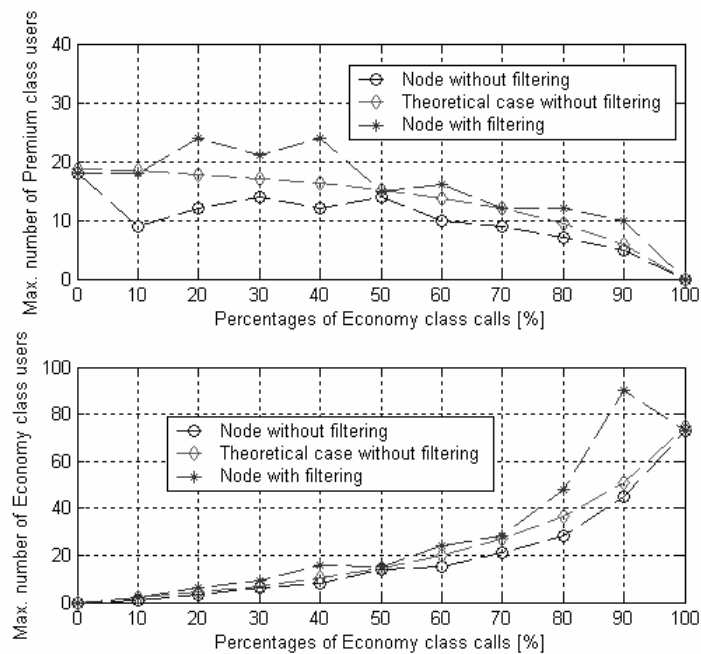 Max. number of Premium class users
40
30
20
10
0
Node without filtering
Theoretical case without filtering
Node with filtering
0 10 20 30 40 50 60 70 80 90 100
Percentages of Economy class calls [%]
Max. number of Economy class users
100
80
60
40
20
0
Node without filtering
Theoretical case without filtering
Node with filtering
0 10 20 30 40 50 60 70 80 90 100
Percentages of Economy class calls [%]